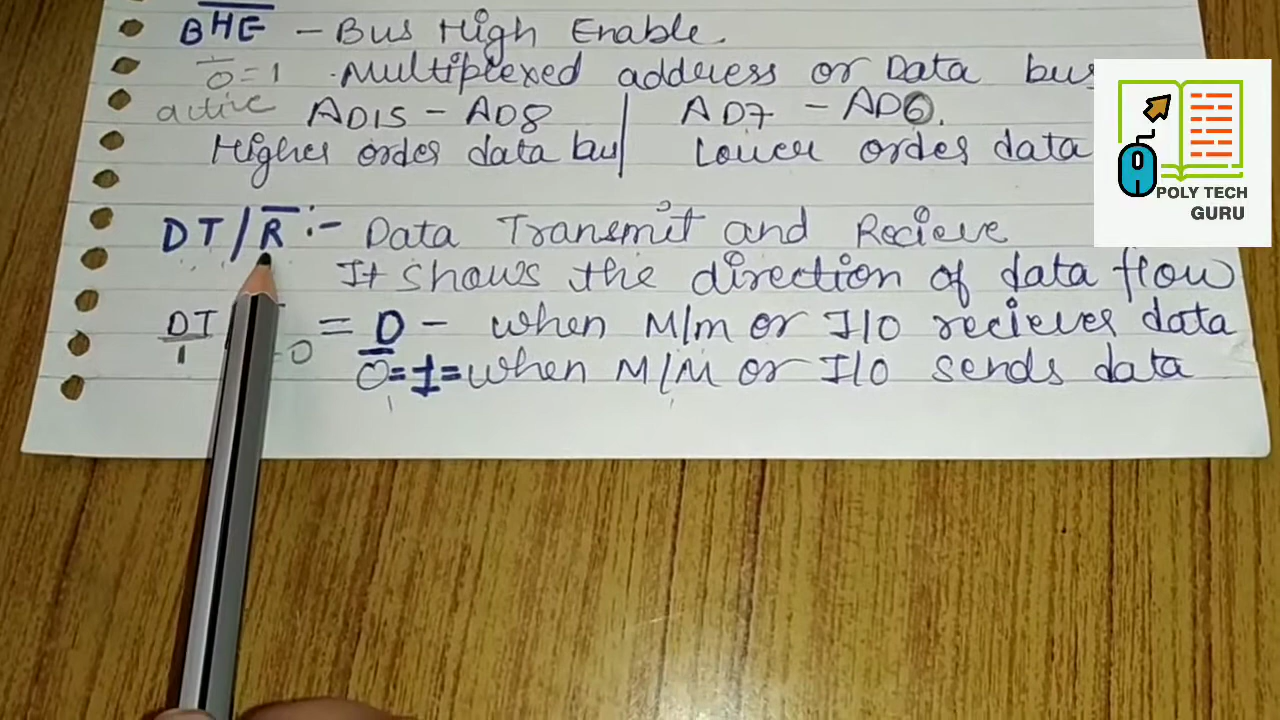 BHE - Bus High Enable.
0=1 .Multiplexed address or Data bus
active AD15 - AD8 | AD7 - AD0.
Higher order data bus | Lower order data
DT/R :- Data Transmit and Recieve
It shows the direction of data flow
DT = 0 - when M/m or I/O recieves data
1 0 0=1=when M/M or I/O sends data
POLY TECH
GURU